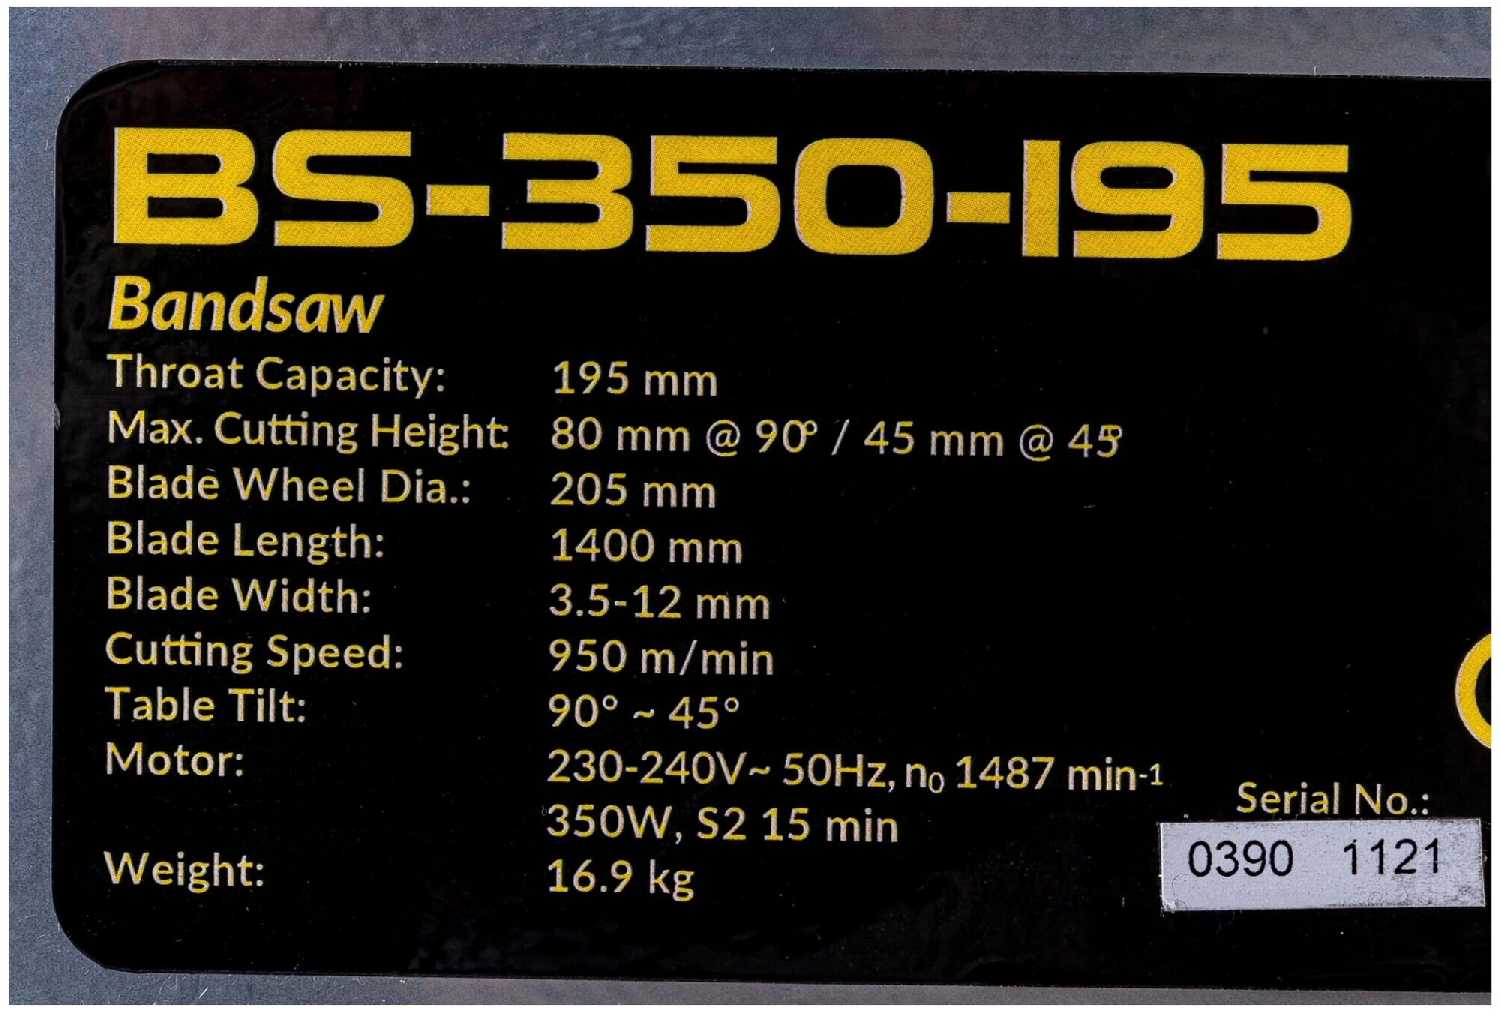 BS-350-195
Bandsaw
Throat Capacity: 195 mm
Max. Cutting Height: 80 mm @ 90° / 45 mm @ 45°
Blade Wheel Dia.: 205 mm
Blade Length: 1400 mm
Blade Width: 3.5-12 mm
Cutting Speed: 950 m/min
Table Tilt: 90° ~ 45°
Motor: 230-240V~ 50Hz, n₀ 1487 min-1
350W, S2 15 min
Weight: 16.9 kg
Serial No.:
0390 1121